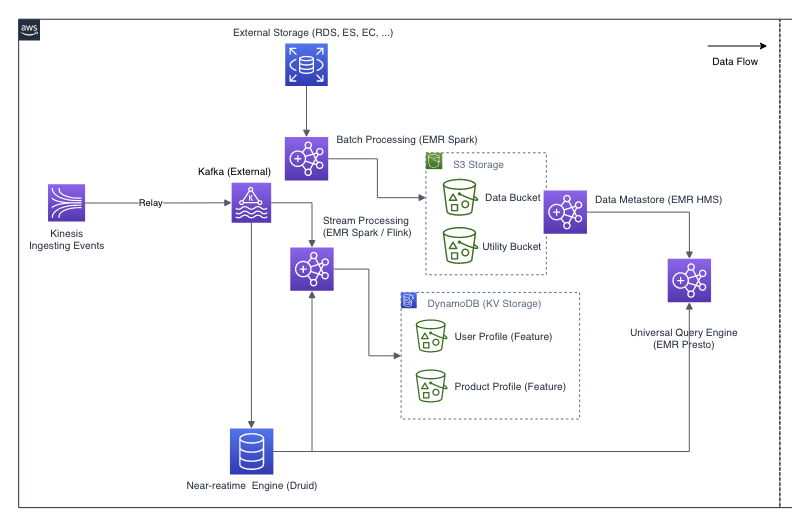 aws
External Storage (RDS, ES, EC, ...)
Data Flow
Batch Processing (EMR Spark)
S3 Storage
Kafka (External)
K
Data Bucket
Data Metastore (EMR HMS)
Relay
Stream Processing
(EMR Spark / Flink)
Kinesis
Ingesting Events
Utility Bucket
DynamoDB (KV Storage)
User Profile (Feature)
Universal Query Engine
(EMR Presto)
Product Profile (Feature)
Near-reatime Engine (Druid)